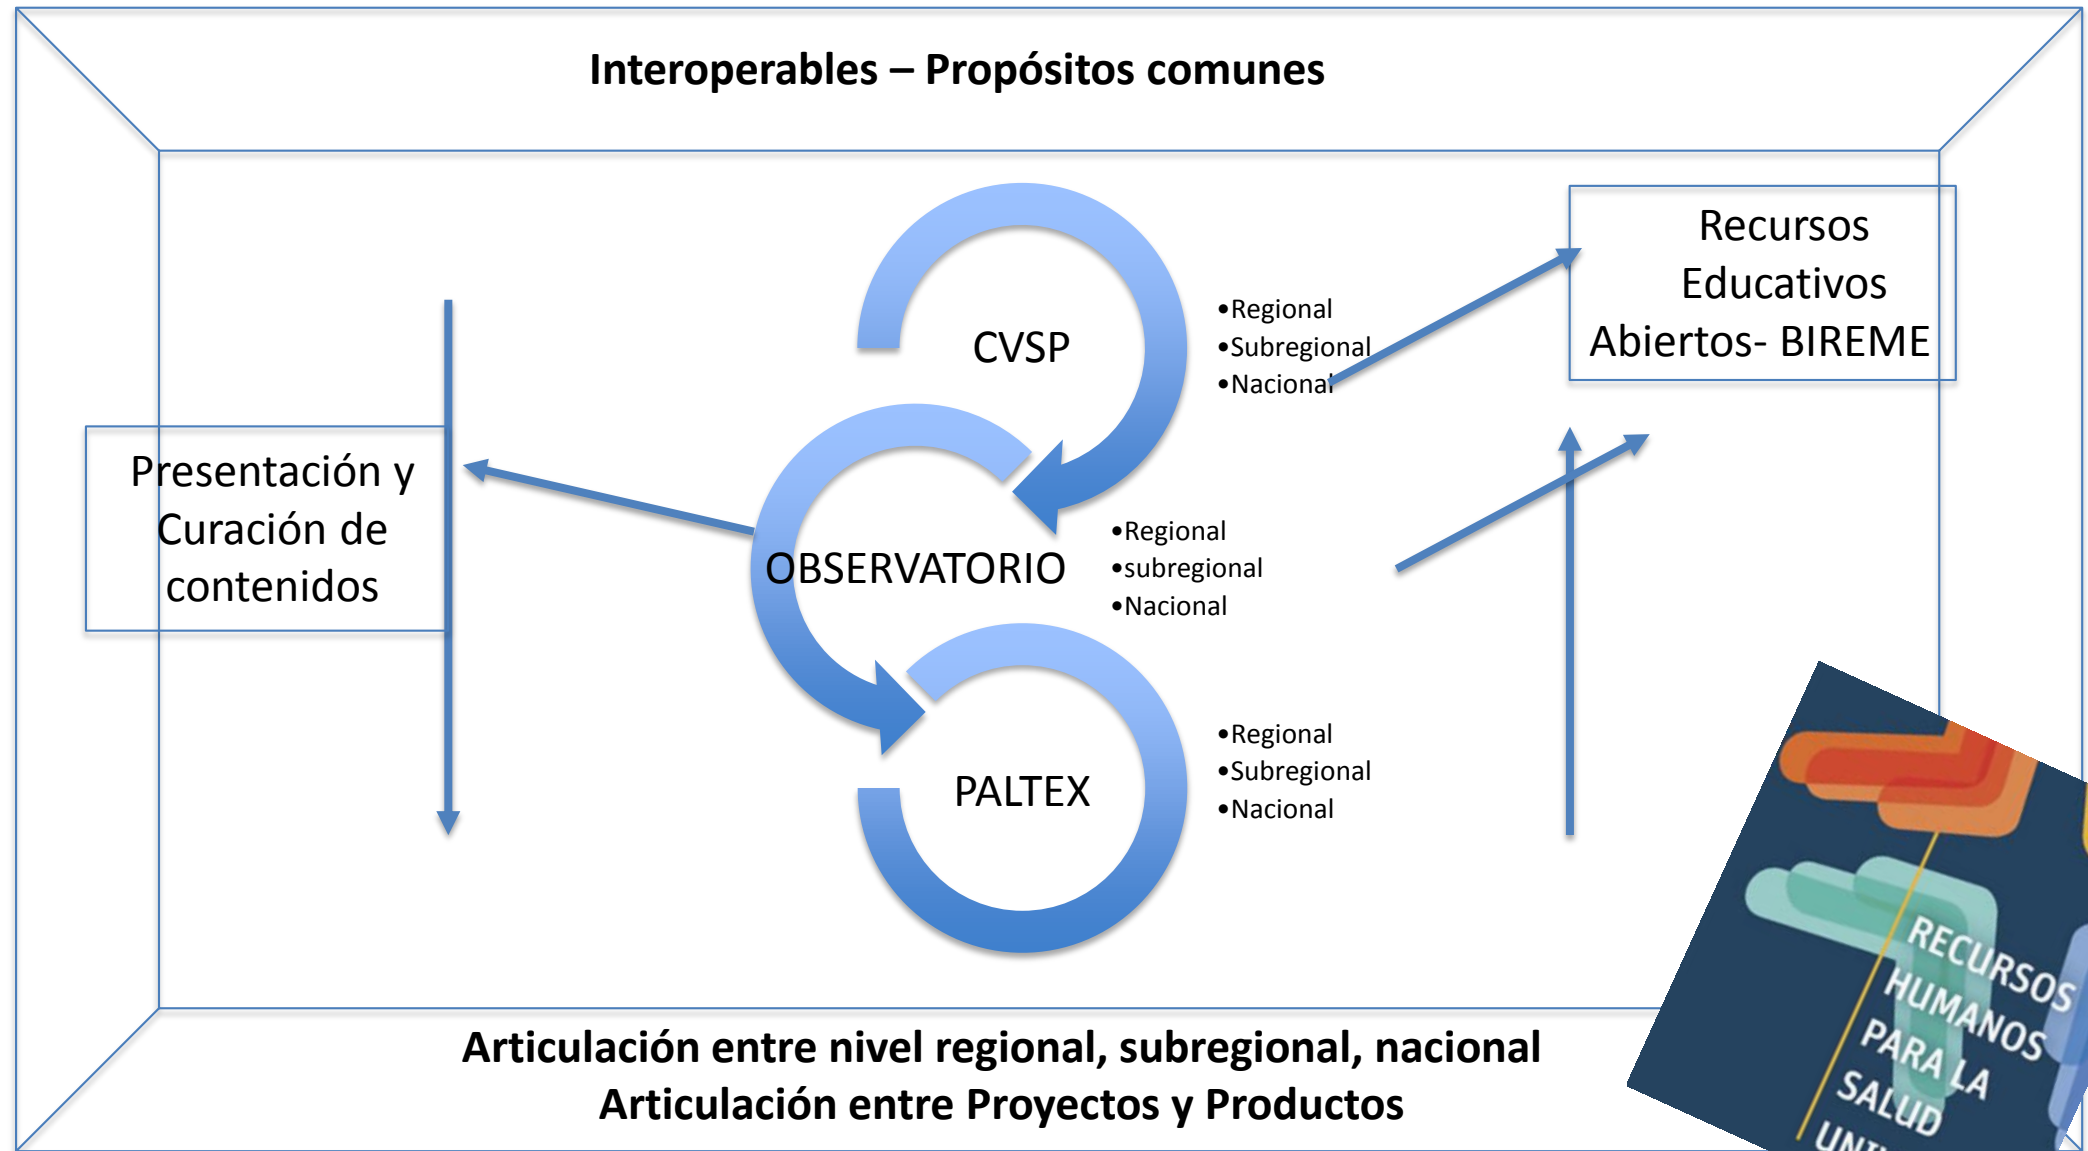 Interoperables – Propósitos comunes
CVSP
•Regional
•Subregional
•Nacional
Recursos
Educativos
Abiertos- BIREME
Presentación y
Curación de
contenidos
OBSERVATORIO
•Regional
•subregional
•Nacional
PALTEX
•Regional
•Subregional
•Nacional
Articulación entre nivel regional, subregional, nacional
Articulación entre Proyectos y Productos
RECURSOS
HUMANOS
PARA LA
SALUD